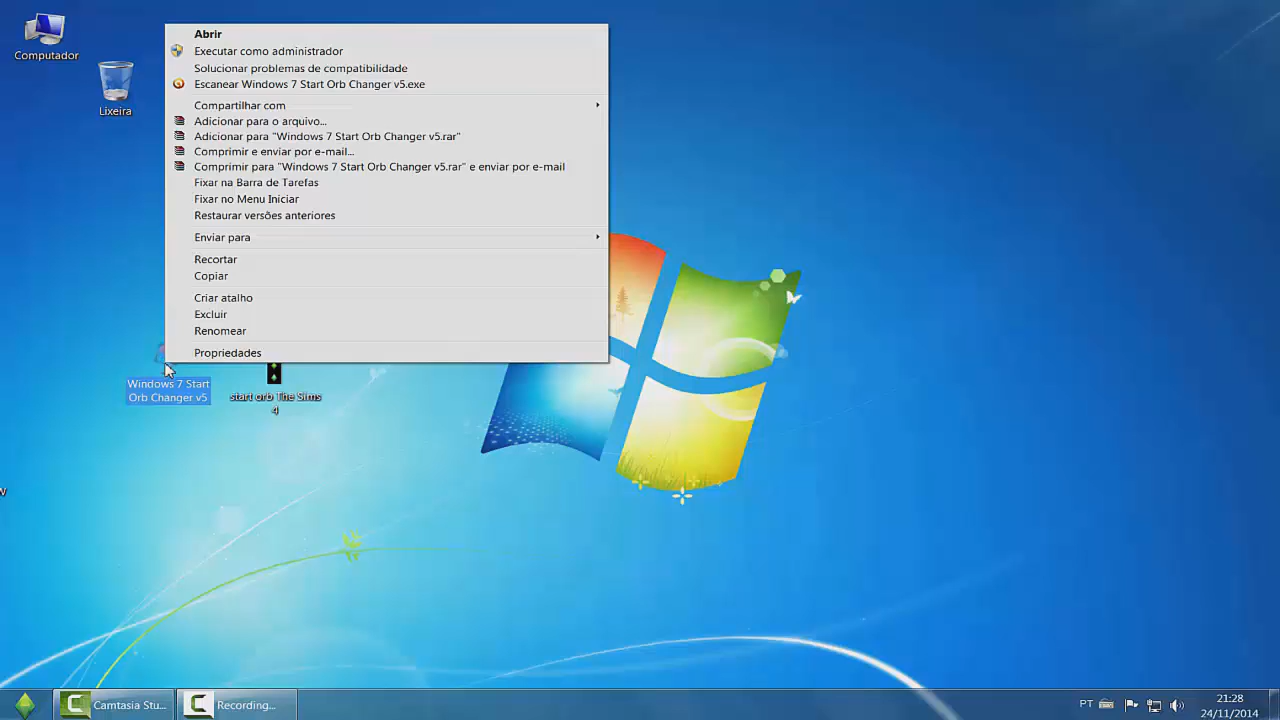 Computador
Lixeira
Abrir
Executar como administrador
Solucionar problemas de compatibilidade
Escanear Windows 7 Start Orb Changer v5.exe
Compartilhar com
Adicionar para o arquivo...
Adicionar para "Windows 7 Start Orb Changer v5.rar"
Comprimir e enviar por e-mail...
Comprimir para "Windows 7 Start Orb Changer v5.rar" e enviar por e-mail
Fixar na Barra de Tarefas
Fixar no Menu Iniciar
Restaurar versões anteriores
Enviar para
Recortar
Copiar
Criar atalho
Excluir
Renomear
Propriedades
Windows 7 Start
Orb Changer v5
start orb The Sims
4
Camtasia Stu...
Recording...
PT
21:28
24/11/2014